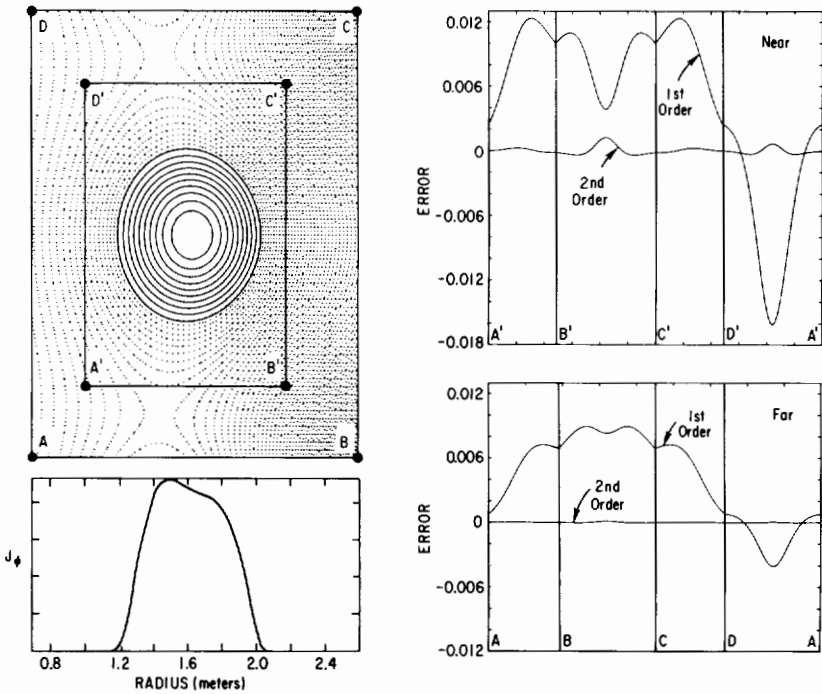 D
C
D'
C'
A'
B'
A
B
J_ϕ
0.8
1.2
1.6
2.0
2.4
RADIUS (meters)
0.012
0.006
0
-0.006
-0.012
-0.018
ERROR
Near
1st
Order
2nd
Order
A'
B'
C'
D'
A'
0.012
0.006
0
-0.006
-0.012
ERROR
Far
1st
Order
2nd
Order
A
B
C
D
A